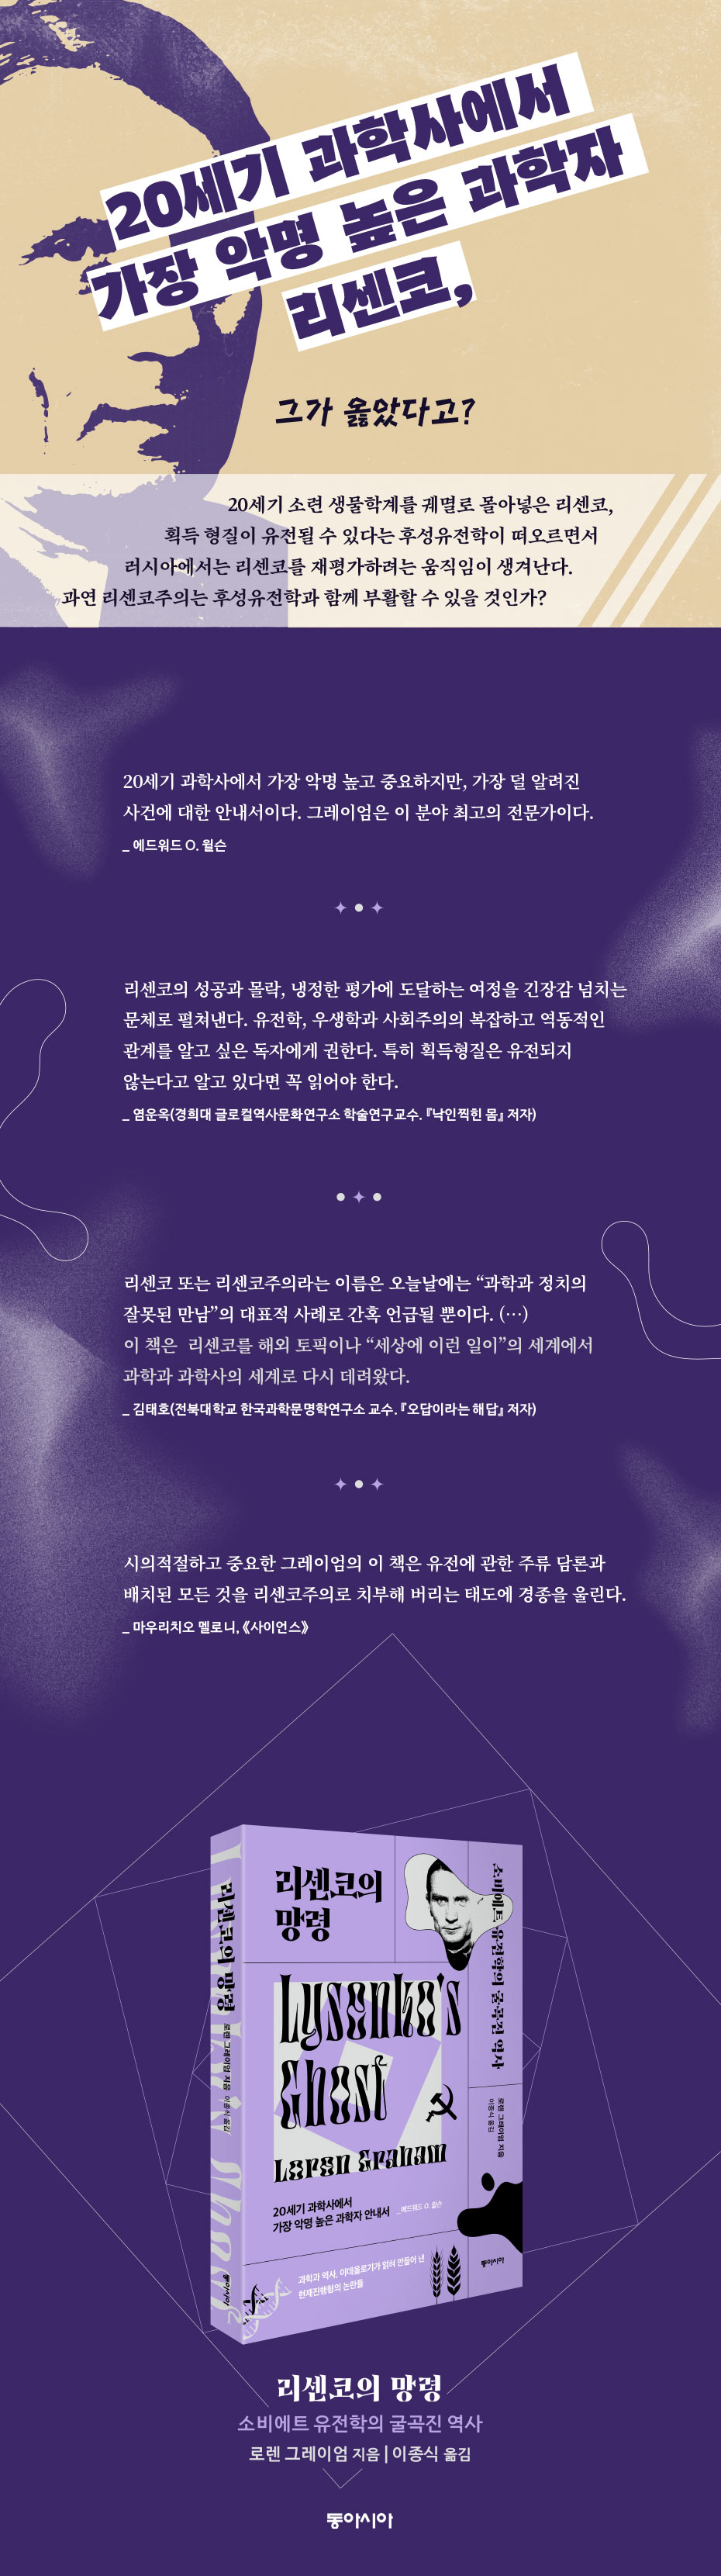 20세기 과학사에서
가장 악명 높은 과학자
리센코,
그가 옳았다고?
20세기 소련 생물학계를 궤멸로 몰아넣은 리센코,
획득 형질이 유전될 수 있다는 후성유전학이 떠오르면서
러시아에서는 리센코를 재평가하려는 움직임이 생겨난다.
과연 리센코주의는 후성유전학과 함께 부활할 수 있을 것인가?
20세기 과학사에서 가장 악명 높고 중요하지만, 가장 덜 알려진
사건에 대한 안내서이다. 그레이엄은 이 분야 최고의 전문가이다.
_ 에드워드 O. 윌슨
리센코의 성공과 몰락, 냉정한 평가에 도달하는 여정을 긴장감 넘치는
문체로 펼쳐낸다. 유전학, 우생학과 사회주의의 복잡하고 역동적인
관계를 알고 싶은 독자에게 권한다. 특히 획득형질은 유전되지
않는다고 알고 있다면 꼭 읽어야 한다.
_ 염운옥(경희대 글로컬역사문화연구소 학술연구교수. 『낙인찍힌 몸』 저자)
리센코 또는 리센코주의라는 이름은 오늘날에는 “과학과 정치의
잘못된 만남”의 대표적 사례로 간혹 언급될 뿐이다. (…)
이 책은 리센코를 해외 토픽이나 “세상에 이런 일이”의 세계에서
과학과 과학사의 세계로 다시 데려왔다.
_ 김태호(전북대학교 한국과학문명학연구소 교수. 『오답이라는 해답』 저자)
시의적절하고 중요한 그레이엄의 이 책은 유전에 관한 주류 담론과
배치된 모든 것을 리센코주의로 치부해 버리는 태도에 경종을 울린다.
_ 마우리치오 멜로니, 《사이언스》
리센코의 망령
로렌 그레이엄 지음 이종식 옮김
동아시아
리센코의
망령
소비에트 유전학의 굴곡진 역사
Lysenko's
Ghost
Loren Graham
로렌 그레이엄 지음
이종식 옮김
20세기 과학사에서
가장 악명 높은 과학자 안내서 _에드워드 O. 윌슨
과학과 역사, 이데올로기가 얽혀 만들어 낸
현재진행형의 논란들
동아시아
리센코의 망령
소비에트 유전학의 굴곡진 역사
로렌 그레이엄 지음 | 이종식 옮김
동아시아